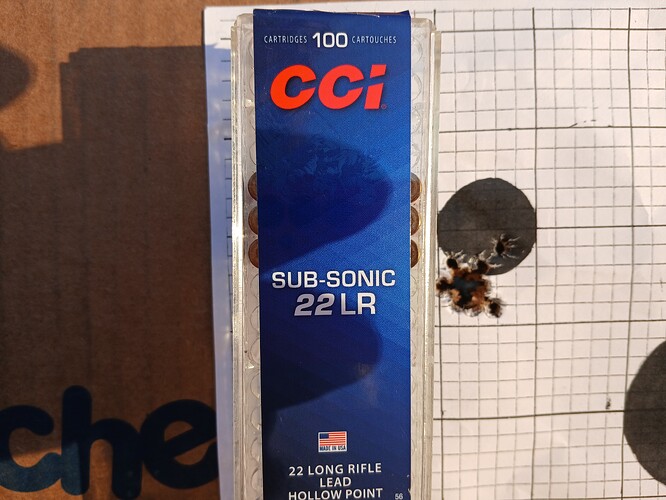 CARTRIDGES 100 CARTOUCHES
CCI
SUB-SONIC
22 LR
MADE IN USA
22 LONG RIFLE
LEAD
HOLLOW POINT
56
che